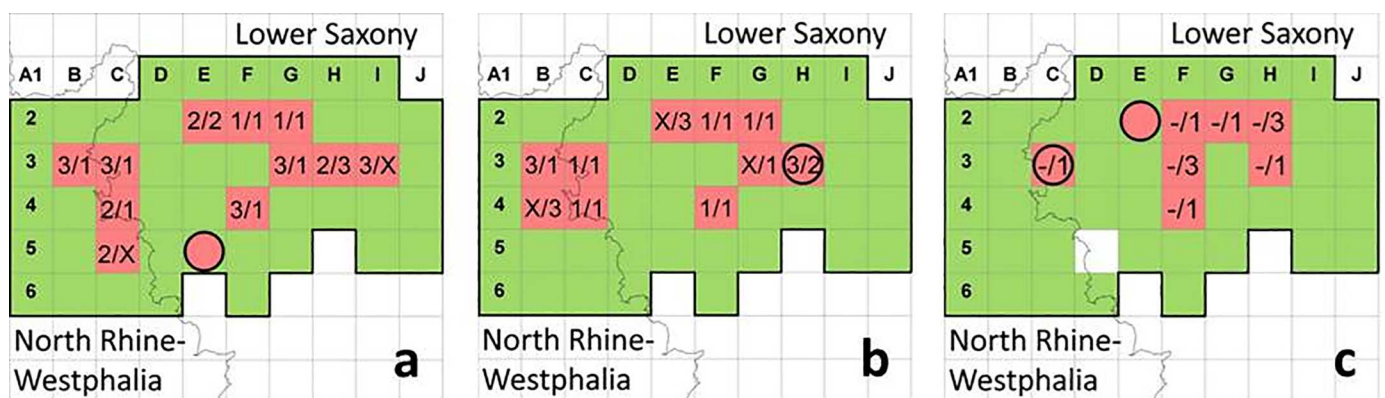 Lower Saxony
A1 B C D E F G H I J
2 2/2 1/1 1/1
3 3/1 3/1 3/1 2/3 3/X
4 2/1 3/1
5 2/X
6
North Rhine-
Westphalia
a
Lower Saxony
A1 B C D E F G H I J
2 X/3 1/1 1/1
3 3/1 1/1 X/1 3/2
4 X/3 1/1 1/1
5
6
North Rhine-
Westphalia
b
Lower Saxony
A1 B C D E F G H I J
2 -/1 -/1 -/3
3 -/1 -/3 -/1
4 -/1
5
6
North Rhine-
Westphalia
c